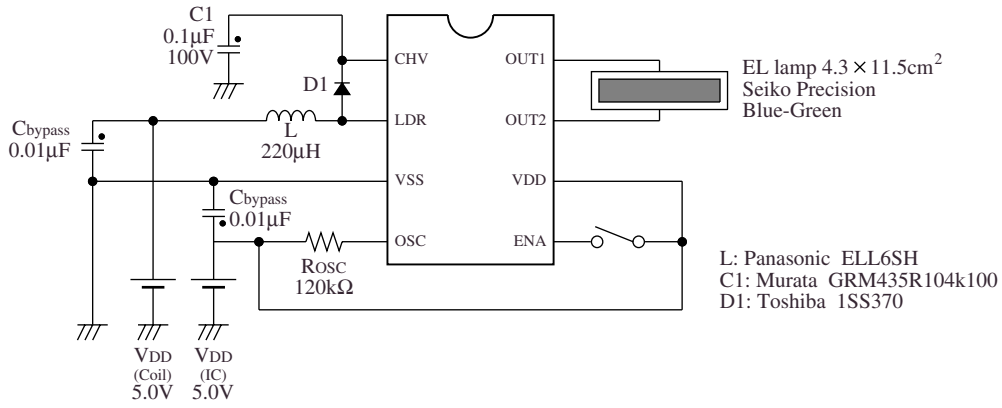 C1
0.1µF
100V
CHV
OUT1
EL lamp 4.3 × 11.5cm²
Seiko Precision
Blue-Green
D1
Cbypass
0.01µF
LDR
OUT2
L
220µH
VSS
VDD
Cbypass
0.01µF
OSC
ENA
ROSC
120kΩ
L: Panasonic ELL6SH
C1: Murata GRM435R104k100
D1: Toshiba 1SS370
VDD
(Coil)
5.0V
VDD
(IC)
5.0V